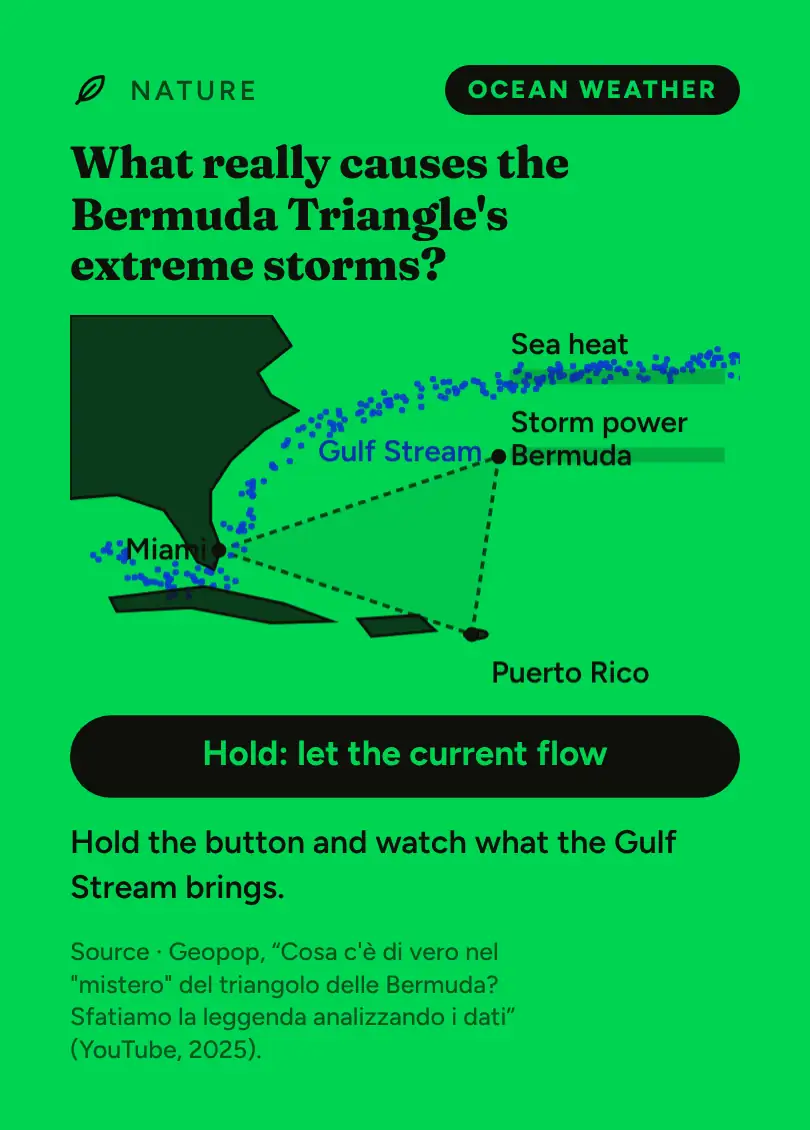 NATURE
OCEAN WEATHER
What really causes the
Bermuda Triangle's
extreme storms?
Sea heat
Storm power
Gulf Stream
Bermuda
Miami
Puerto Rico
Hold: let the current flow
Hold the button and watch what the Gulf
Stream brings.
Source · Geopop, “Cosa c'è di vero nel
"mistero" del triangolo delle Bermuda?
Sfatiamo la leggenda analizzando i dati”
(YouTube, 2025).